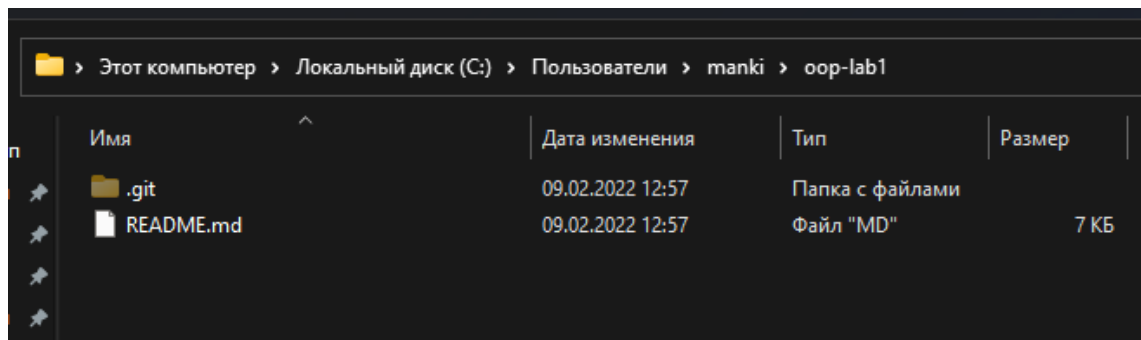 Этот компьютер > Локальный диск (C:) > Пользователи > manki > oop-lab1
Имя Дата изменения Тип Размер
п
.git 09.02.2022 12:57 Папка с файлами
README.md 09.02.2022 12:57 Файл "MD" 7 КБ